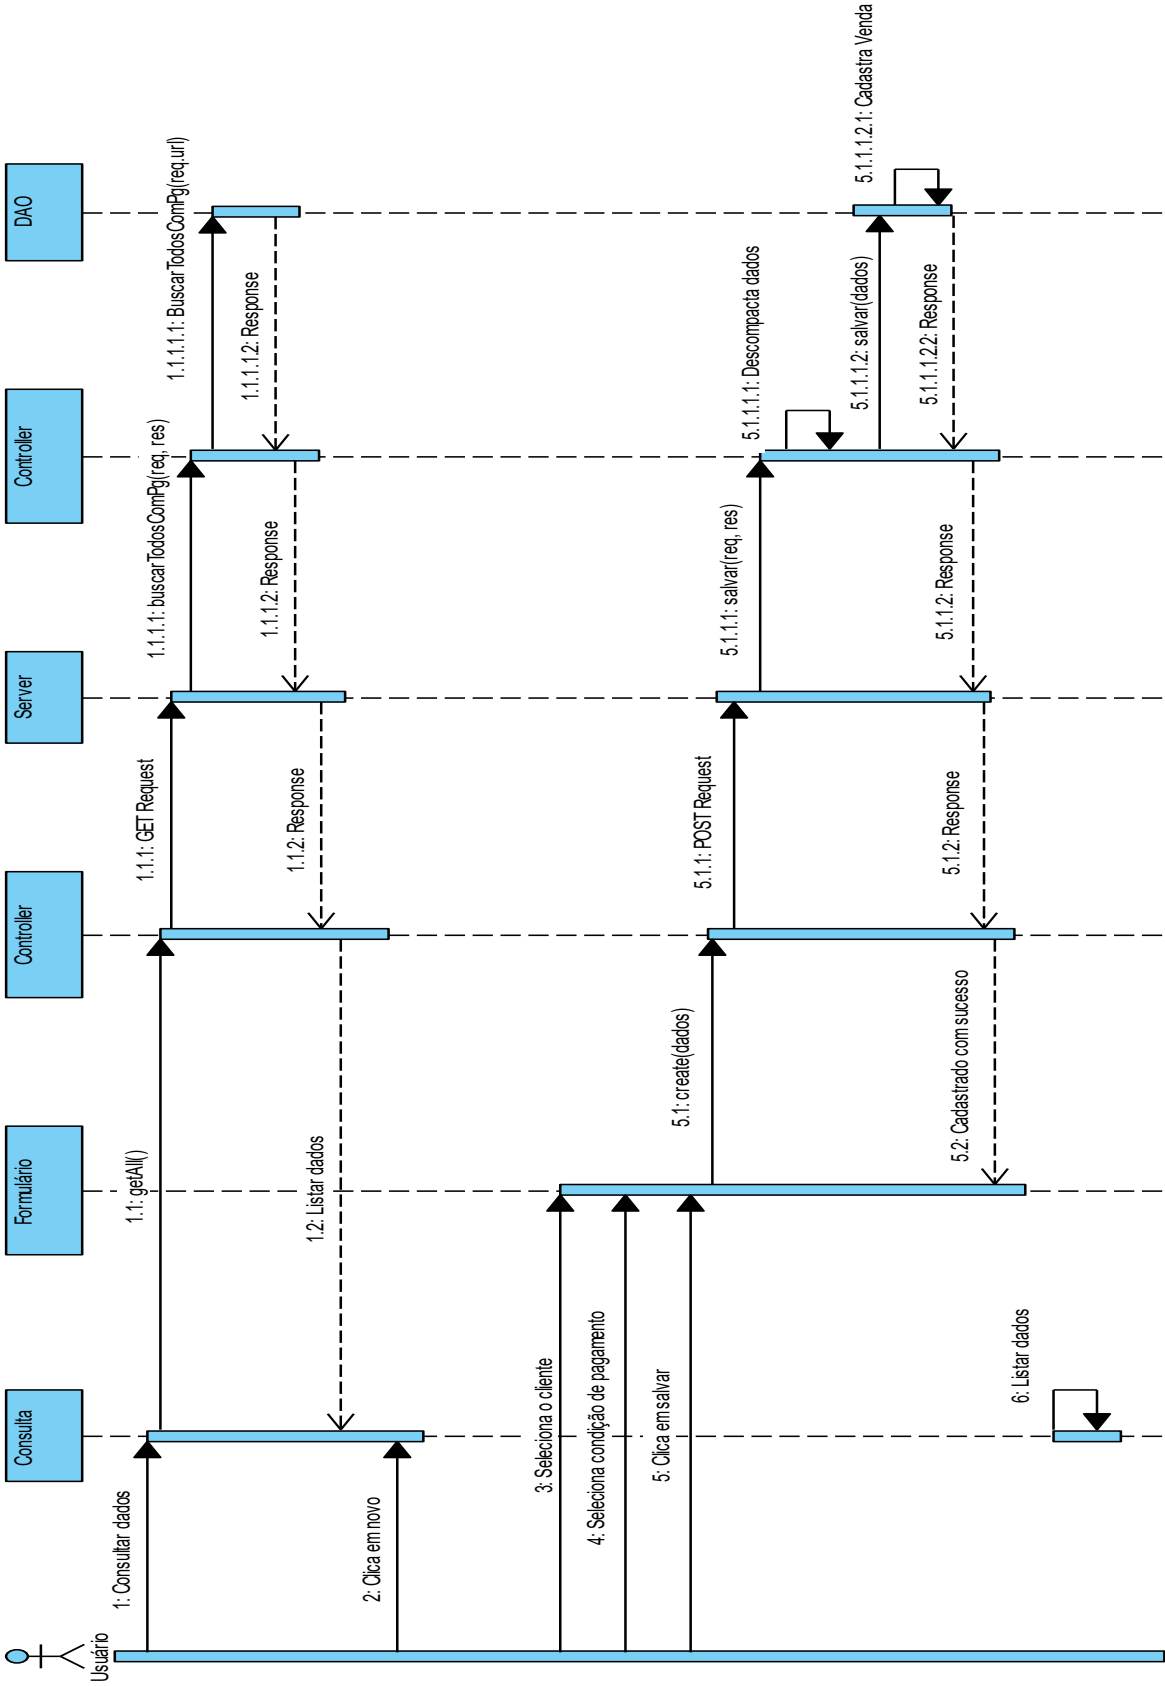 Usuário
Consulta
Formulário
Controller
Server
Controller
DAO
1: Consultar dados
1.1: getAll()
1.1.1: GET Request
1.1.1.1: buscarTodosComPg(req, res)
1.1.1.1.1: BuscarTodosComPg(req.url)
1.1.1.1.2: Response
1.1.1.2: Response
1.1.2: Response
1.2: Listar dados
2: Clica em novo
3: Seleciona o cliente
4: Seleciona condição de pagamento
5: Clica em salvar
5.1: create(dados)
5.1.1: POST Request
5.1.1.1: salvar(req, res)
5.1.1.1.1: Descompacta dados
5.1.1.1.2: salvar(dados)
5.1.1.1.2.1: Cadastra Venda
5.1.1.1.2.2: Response
5.1.1.2: Response
5.1.2: Response
5.2: Cadastrado com sucesso
6: Listar dados